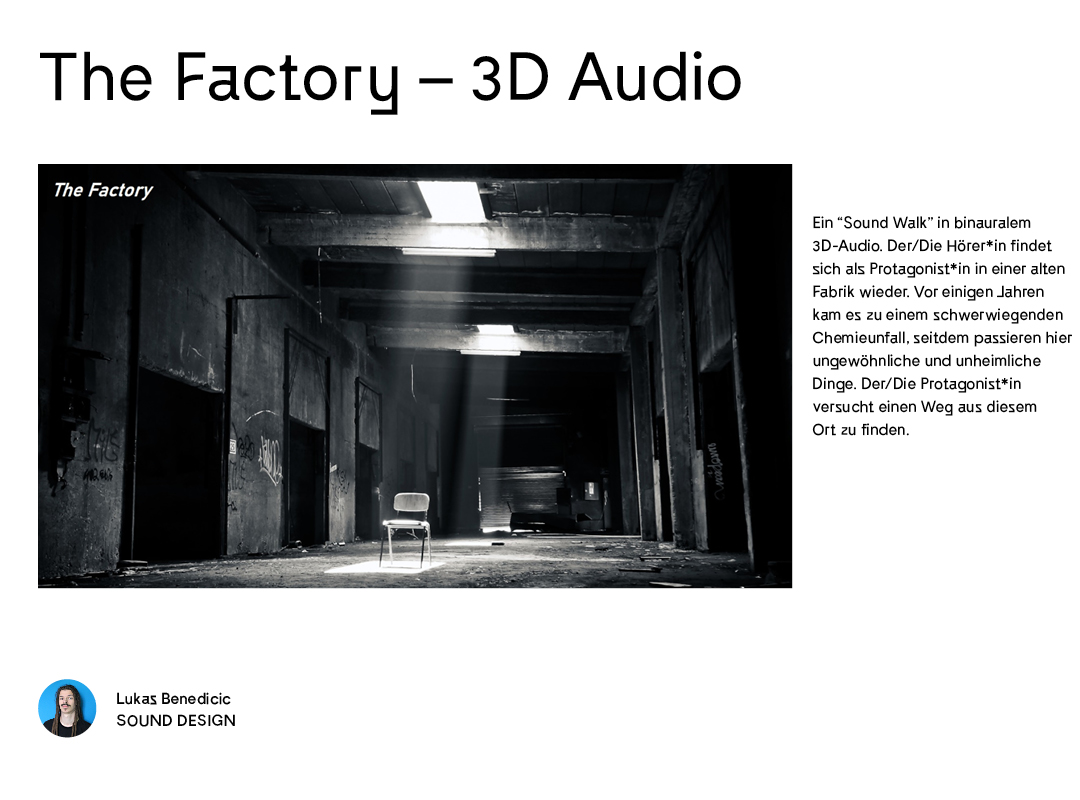 The Factory – 3D Audio
The Factory
Ein “Sound Walk” in binauralem
3D-Audio. Der/Die Hörer*in findet
sich als Protagonist*in in einer alten
Fabrik wieder. Vor einigen Jahren
kam es zu einem schwerwiegenden
Chemieunfall, seitdem passieren hier
ungewöhnliche und unheimliche
Dinge. Der/Die Protagonist*in
versucht einen Weg aus diesem
Ort zu finden.
Lukas Benedicic
SOUND DESIGN